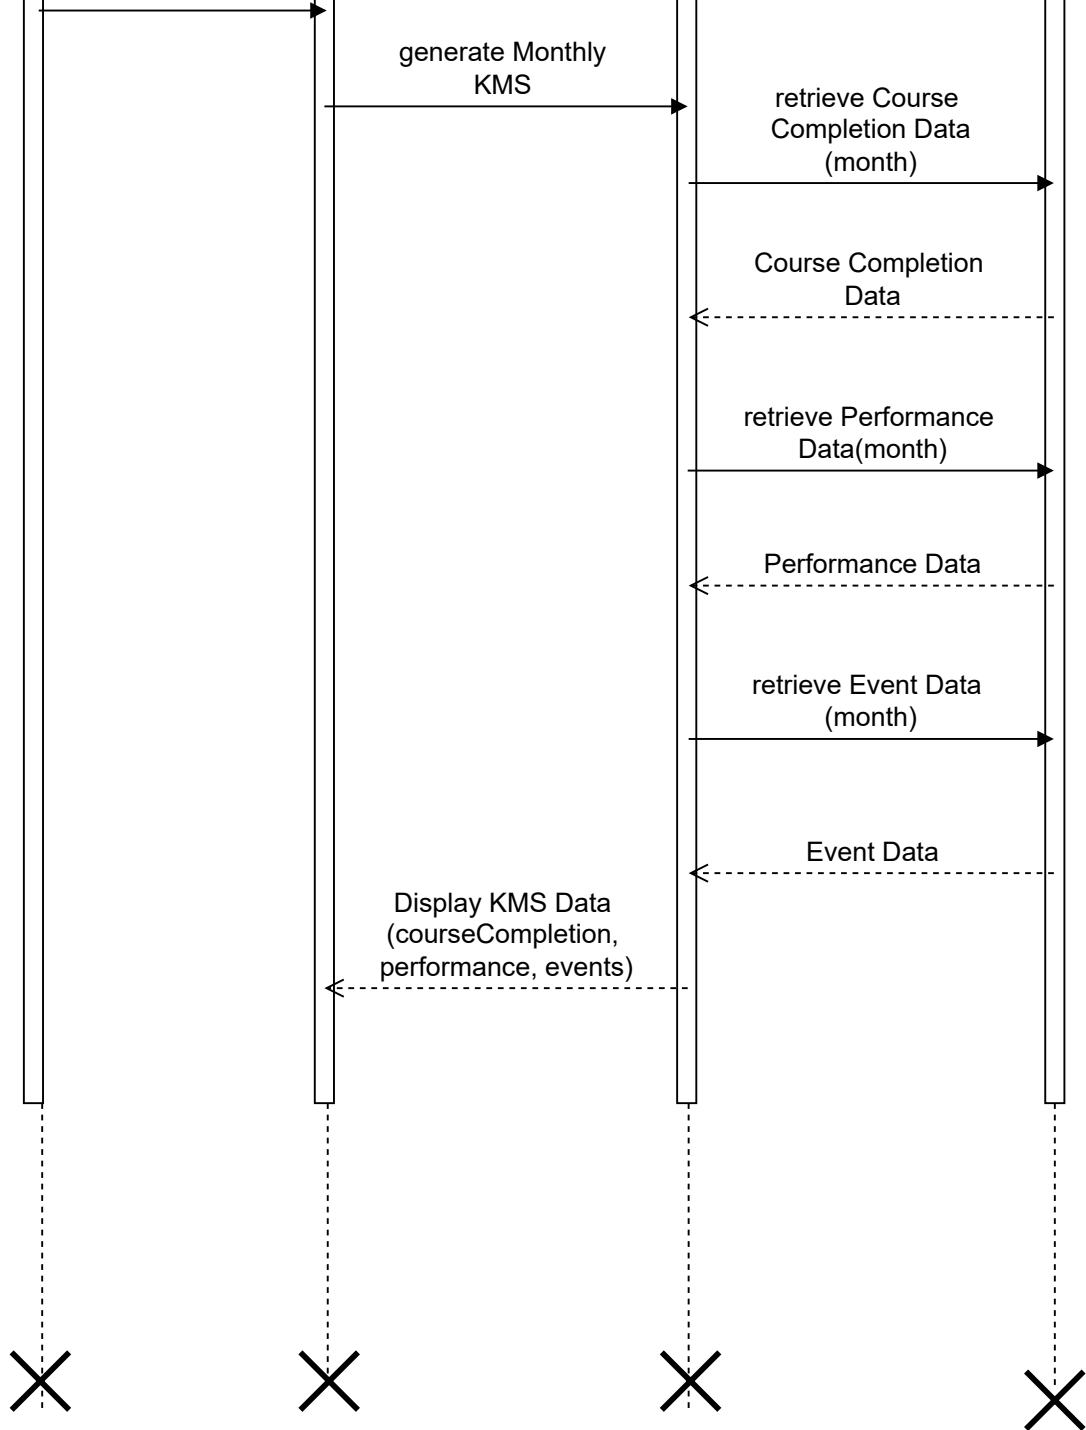 generate Monthly
KMS
retrieve Course
Completion Data
(month)
Course Completion
Data
retrieve Performance
Data(month)
Performance Data
retrieve Event Data
(month)
Event Data
Display KMS Data
(courseCompletion,
performance, events)